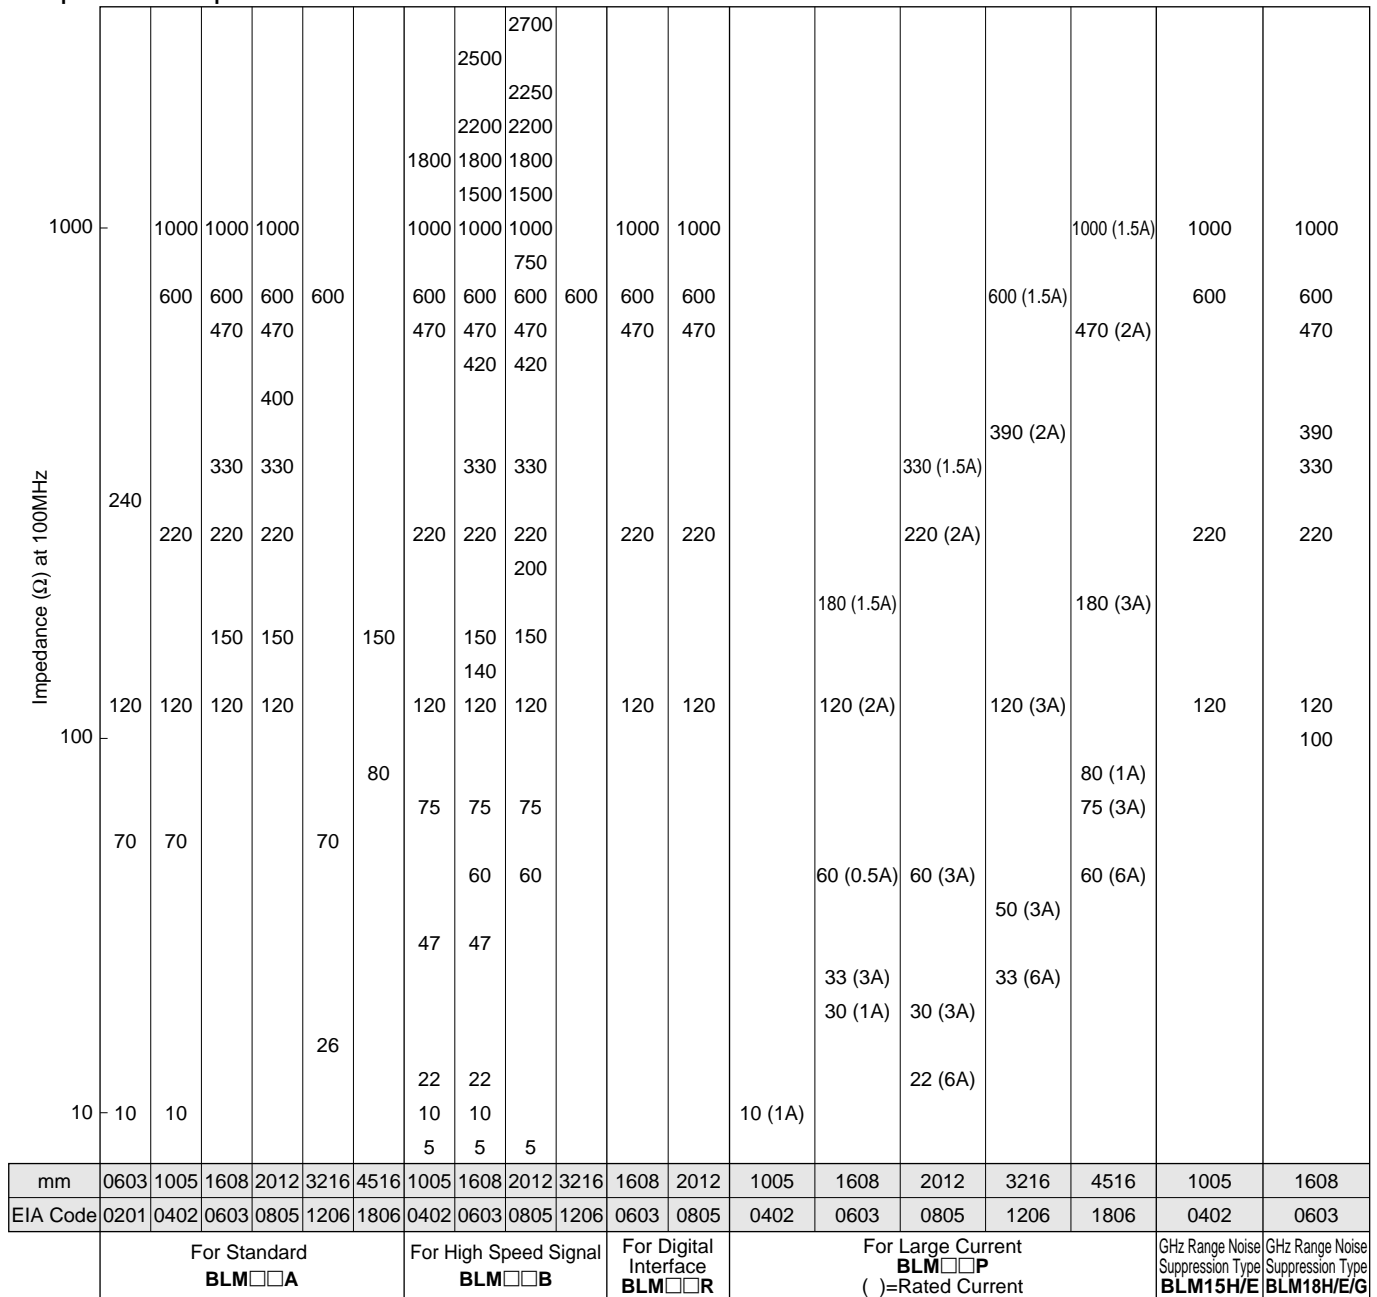 2700
2500
2250
2200 2200
1800 1800 1800
1500 1500
1000 1000 1000 1000 1000 1000 1000 1000 1000 1000 (1.5A) 1000 1000
750
600 600 600 600 600 600 600 600 600 600 600 (1.5A) 600 600
470 470 470 470 470 470 470 470 (2A) 470
420 420
400
390 (2A) 390
330 330 330 330 330 (1.5A) 330
240
220 220 220 220 220 220 220 220 220 (2A) 220 220
200
180 (1.5A) 180 (3A)
150 150 150 150 150
140
120 120 120 120 120 120 120 120 120 120 (2A) 120 (3A) 120 120
100 100
80 80 (1A)
75 75 75 75 (3A)
70 70 70
60 60 60 (0.5A) 60 (3A) 60 (6A)
50 (3A)
47 47
33 (3A) 33 (6A)
30 (1A) 30 (3A)
26
22 22 22 (6A)
10 10 10 10 10 10 (1A)
5 5 5
Impedance (Ω) at 100MHz
mm 0603 1005 1608 2012 3216 4516 1005 1608 2012 3216 1608 2012 1005 1608 2012 3216 4516 1005 1608
EIA Code 0201 0402 0603 0805 1206 1806 0402 0603 0805 1206 0603 0805 0402 0603 0805 1206 1806 0402 0603
For Standard
BLM□□A
For High Speed Signal
BLM□□B
For Digital
Interface
BLM□□R
For Large Current
BLM□□P
( )=Rated Current
GHz Range Noise
Suppression Type
BLM15H/E
GHz Range Noise
Suppression Type
BLM18H/E/G